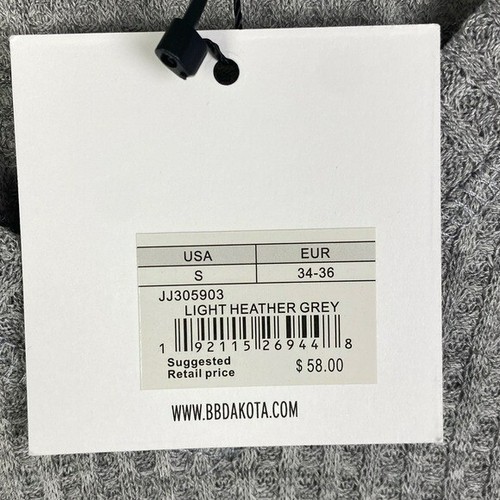 USA EUR
S 34-36
JJ305903
LIGHT HEATHER GREY
1 92115 26944 8
Suggested
Retail price $ 58.00
WWW.BBDAKOTA.COM